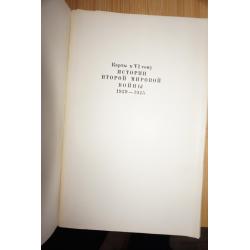 Карты к VI тому
ИСТОРИИ
ВТОРОЙ МИРОВОЙ
ВОЙНЫ
1939—1945